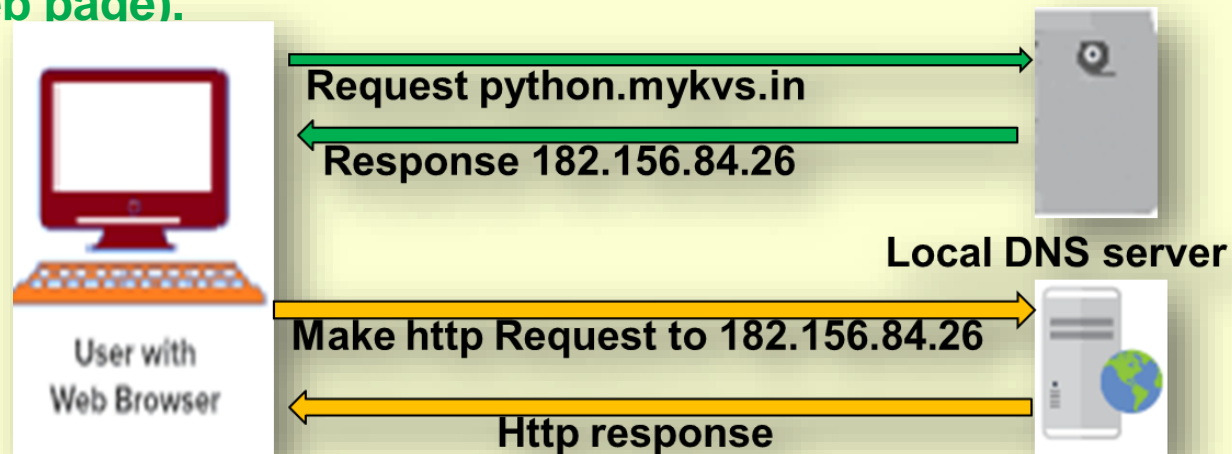 b page).
Request python.mykvs.in
Response 182.156.84.26
Local DNS server
Make http Request to 182.156.84.26
User with
Web Browser
Http response